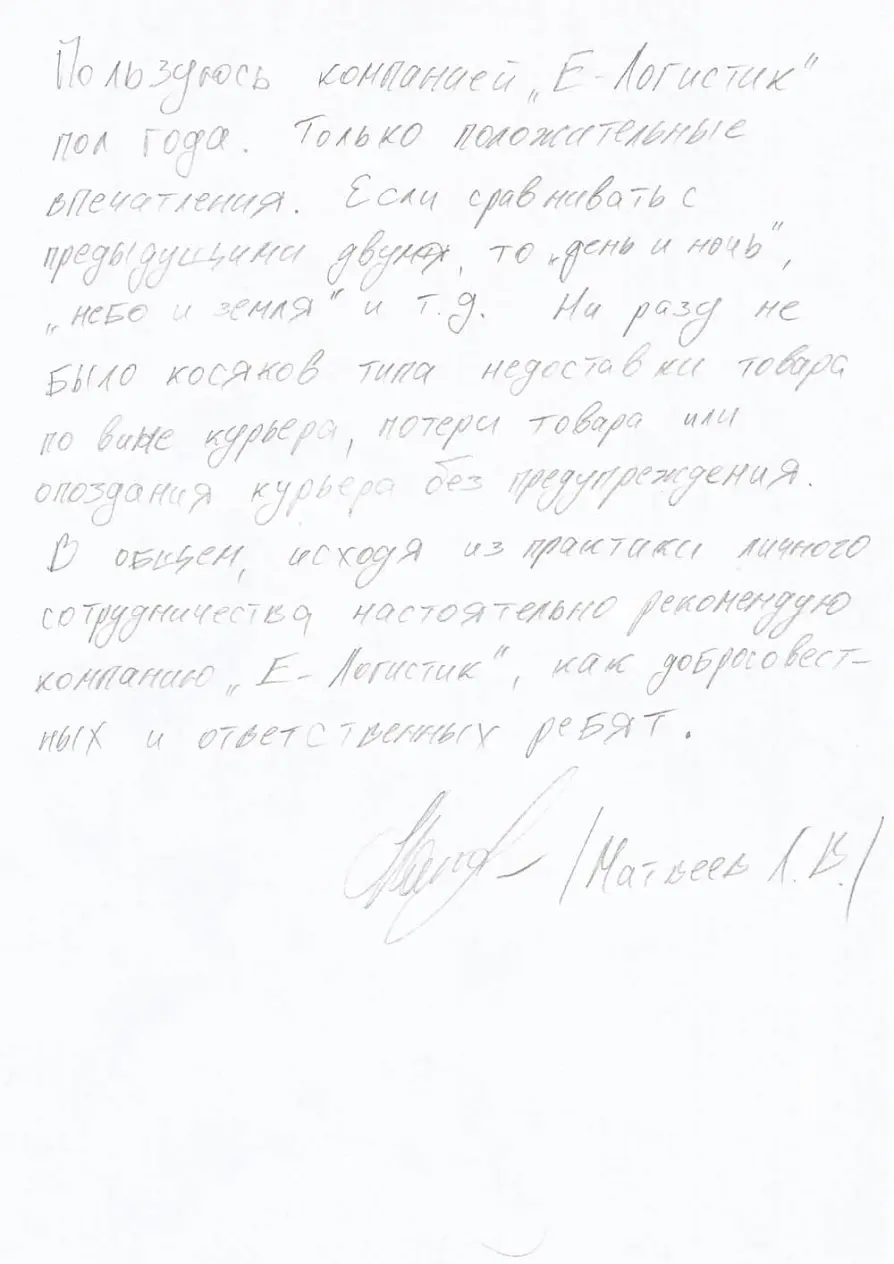 Пользуюсь компанией „Е-Логистик"
пол года. Только положительные
впечатления. Если сравнивать с
предыдущими двумя, то „день и ночь",
„небо и земля" и т.д. Ни разу не
было косяков типа недоставки товара
по вине курьера, потери товара или
опоздания курьера без предупреждения.
В общем, исходя из практики личного
сотрудничества, настоятельно рекомендую
компанию „Е-Логистик", как добросовест-
ных и ответственных ребят.
/Матвеев Л.В./